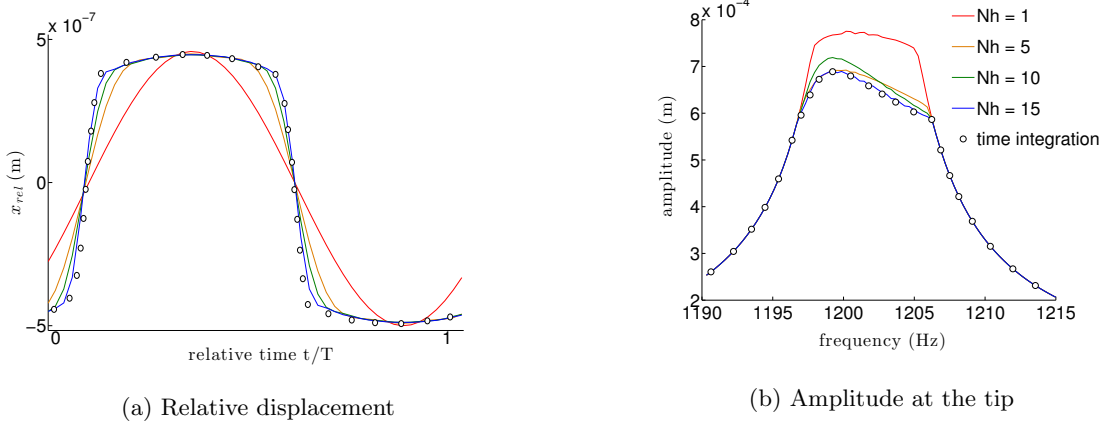 x 10⁻⁷
5
0
−5
x_rel (m)
0
1
relative time t/T
(a) Relative displacement
x 10⁻⁴
8
7
6
5
4
3
2
amplitude (m)
1190
1195
1200
1205
1210
1215
frequency (Hz)
Nh = 1
Nh = 5
Nh = 10
Nh = 15
time integration
(b) Amplitude at the tip